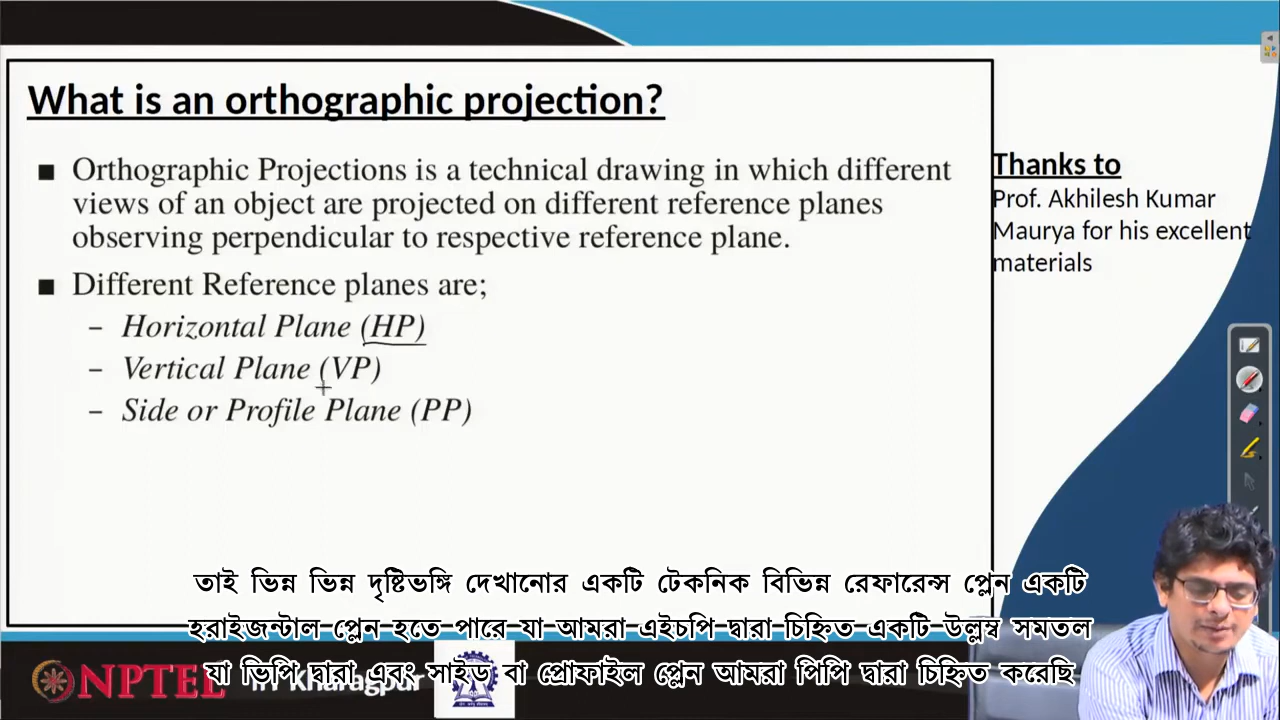 What is an orthographic projection?
■ Orthographic Projections is a technical drawing in which different
views of an object are projected on different reference planes
observing perpendicular to respective reference plane.
■ Different Reference planes are;
– Horizontal Plane (HP)
– Vertical Plane (VP)
– Side or Profile Plane (PP)
Thanks to
Prof. Akhilesh Kumar
Maurya for his excellent
materials
তাই ভিন্ন ভিন্ন দৃষ্টিভঙ্গি দেখানোর একটি টেকনিক বিভিন্ন রেফারেন্স প্লেন একটি
হরাইজন্টাল প্লেন হতে পারে যা আমরা এইচপি দ্বারা চিহ্নিত একটি উল্লম্ব সমতল
যা ভিপি দ্বারা এবং সাইড বা প্রোফাইল প্লেন আমরা পিপি দ্বারা চিহ্নিত করেছি
NPTEL IIT Kharagpur